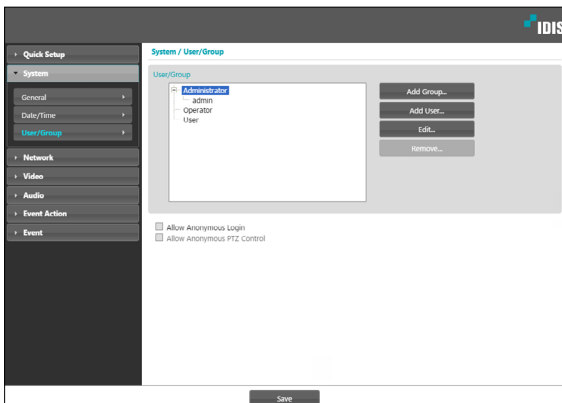 IDIS
Quick Setup
System
General
Date/Time
User/Group
Network
Video
Audio
Event Action
Event
System / User/Group
User/Group
Administrator
admin
Operator
User
Add Group...
Add User...
Edit...
Remove...
Allow Anonymous Login
Allow Anonymous PTZ Control
Save